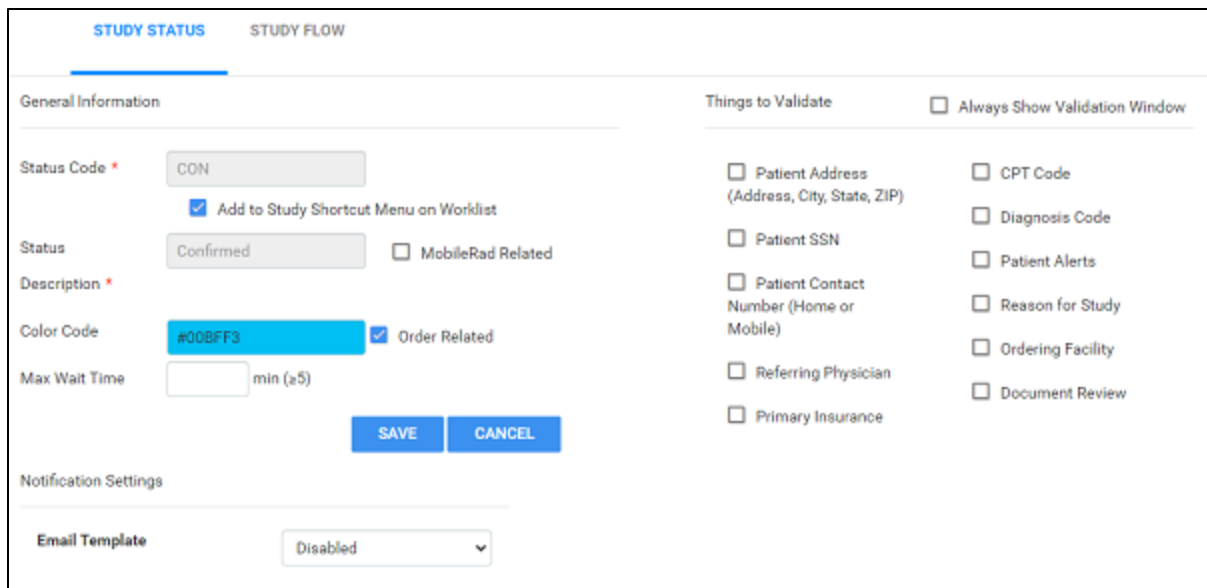 STUDY STATUS STUDY FLOW
General Information
Status Code *
CON
Add to Study Shortcut Menu on Worklist
Status
Description *
Confirmed
MobileRad Related
Color Code
#00BFF3
Order Related
Max Wait Time
min (≥5)
SAVE CANCEL
Notification Settings
Email Template
Disabled
Things to Validate
Always Show Validation Window
Patient Address
(Address, City, State, ZIP)
Patient SSN
Patient Contact
Number (Home or
Mobile)
Referring Physician
Primary Insurance
CPT Code
Diagnosis Code
Patient Alerts
Reason for Study
Ordering Facility
Document Review